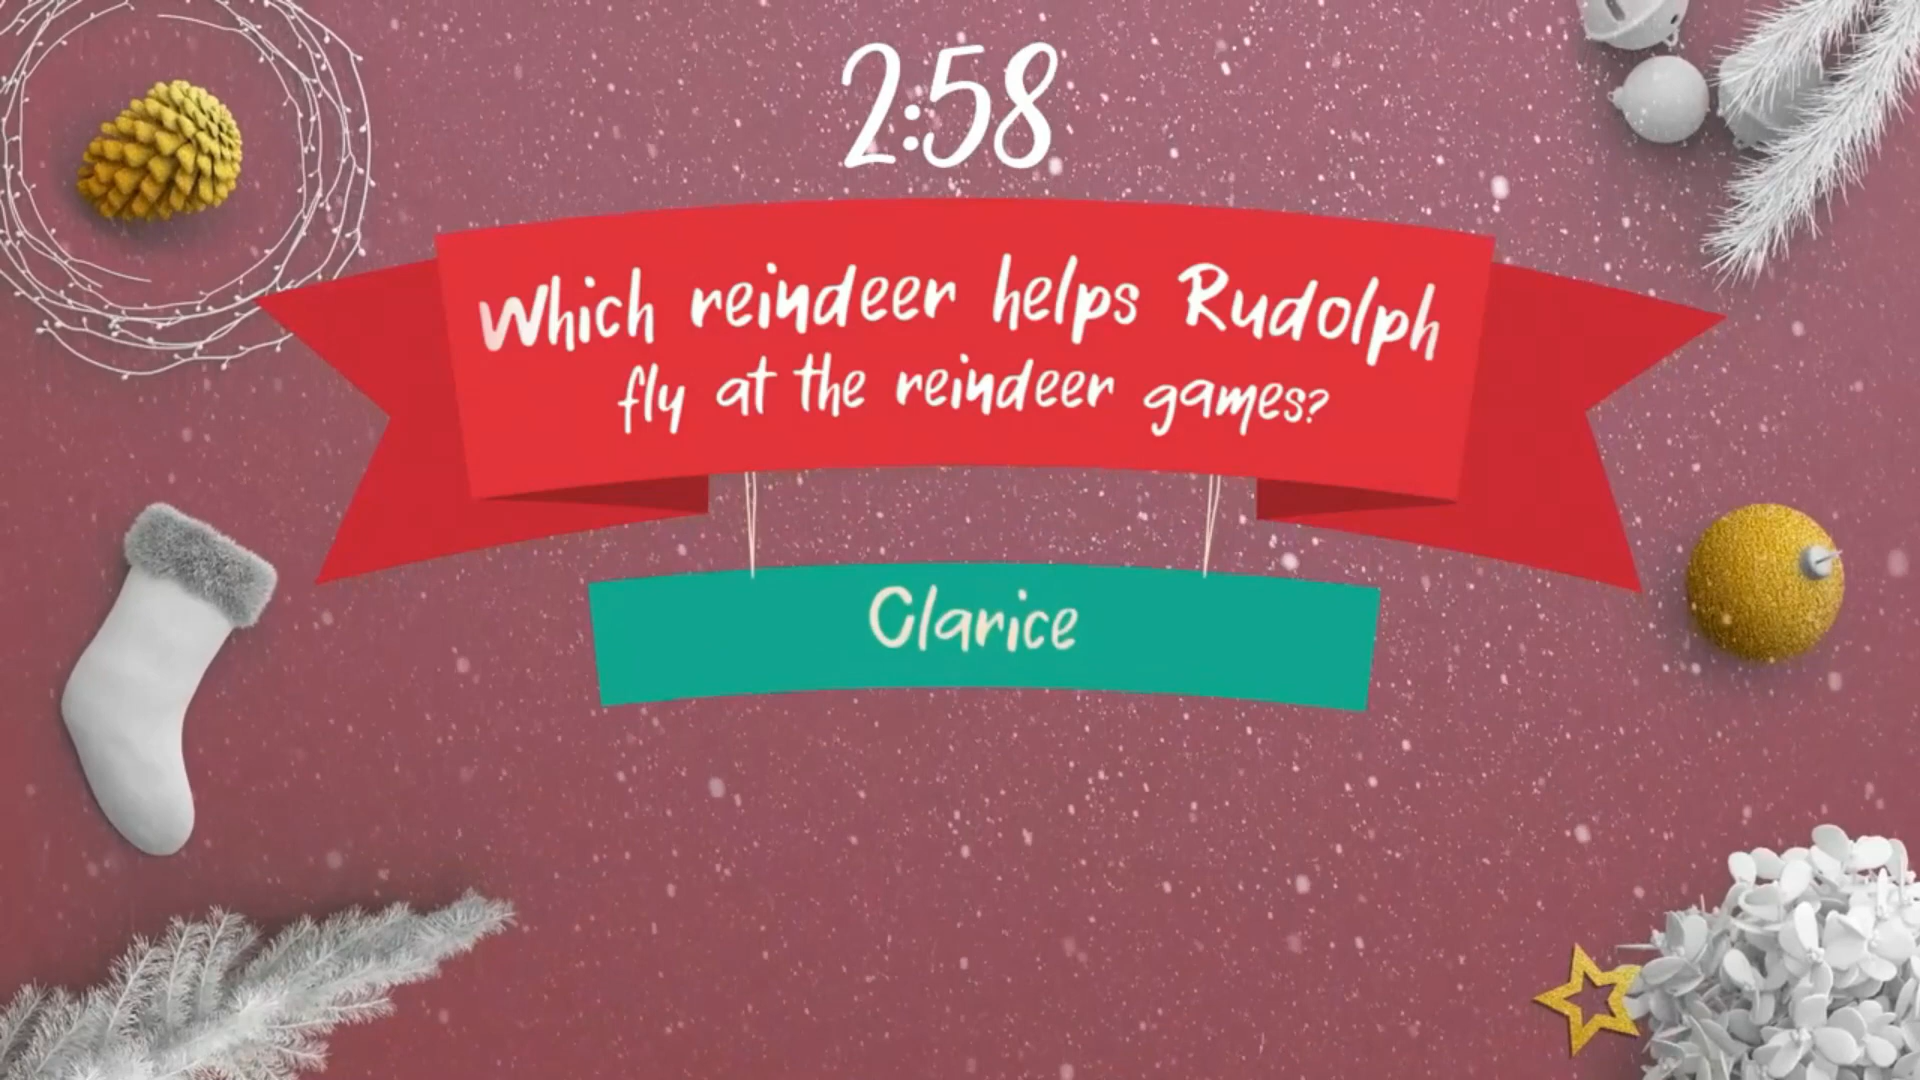 2:58
Which reindeer helps Rudolph
fly at the reindeer games?
Clarice